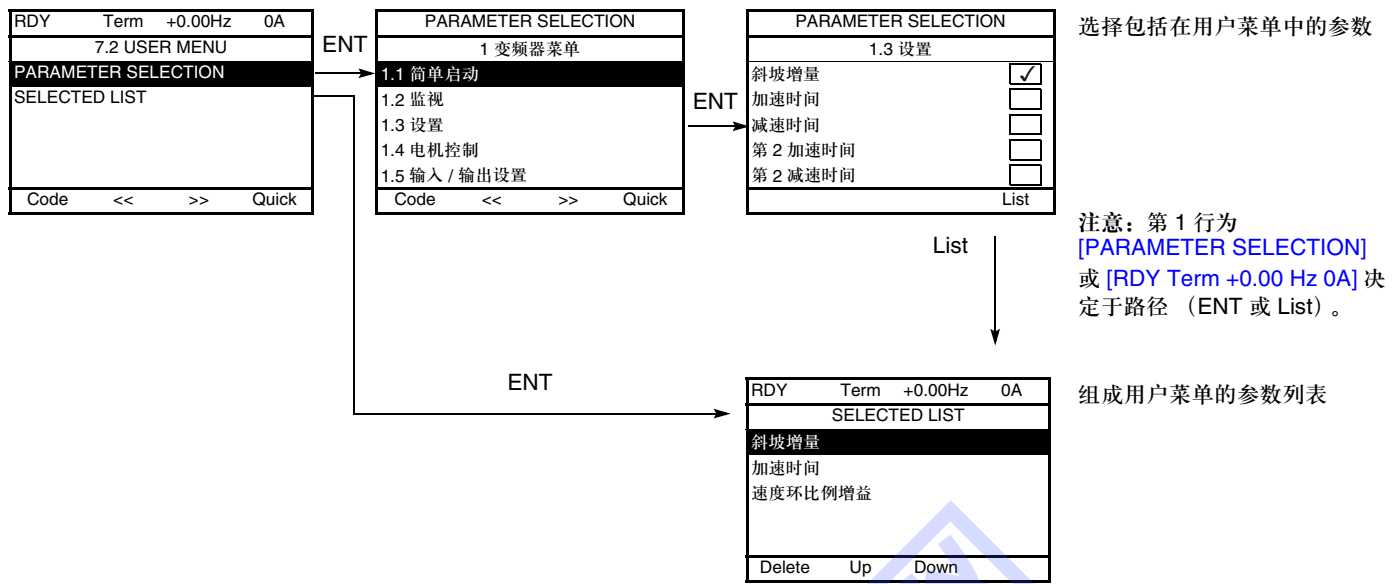 RDY Term +0.00Hz 0A
7.2 USER MENU
PARAMETER SELECTION
SELECTED LIST
Code << >> Quick
ENT
PARAMETER SELECTION
1 变频器菜单
1.1 简单启动
1.2 监视
1.3 设置
1.4 电机控制
1.5 输入 / 输出设置
Code << >> Quick
ENT
PARAMETER SELECTION
1.3 设置
斜坡增量 ✓
加速时间
减速时间
第 2 加速时间
第 2 减速时间
List
选择包括在用户菜单中的参数
注意：第 1 行为
[PARAMETER SELECTION]
或 [RDY Term +0.00 Hz 0A] 决
定于路径 （ENT 或 List）。
List
ENT
RDY Term +0.00Hz 0A
SELECTED LIST
斜坡增量
加速时间
速度环比例增益
Delete Up Down
组成用户菜单的参数列表